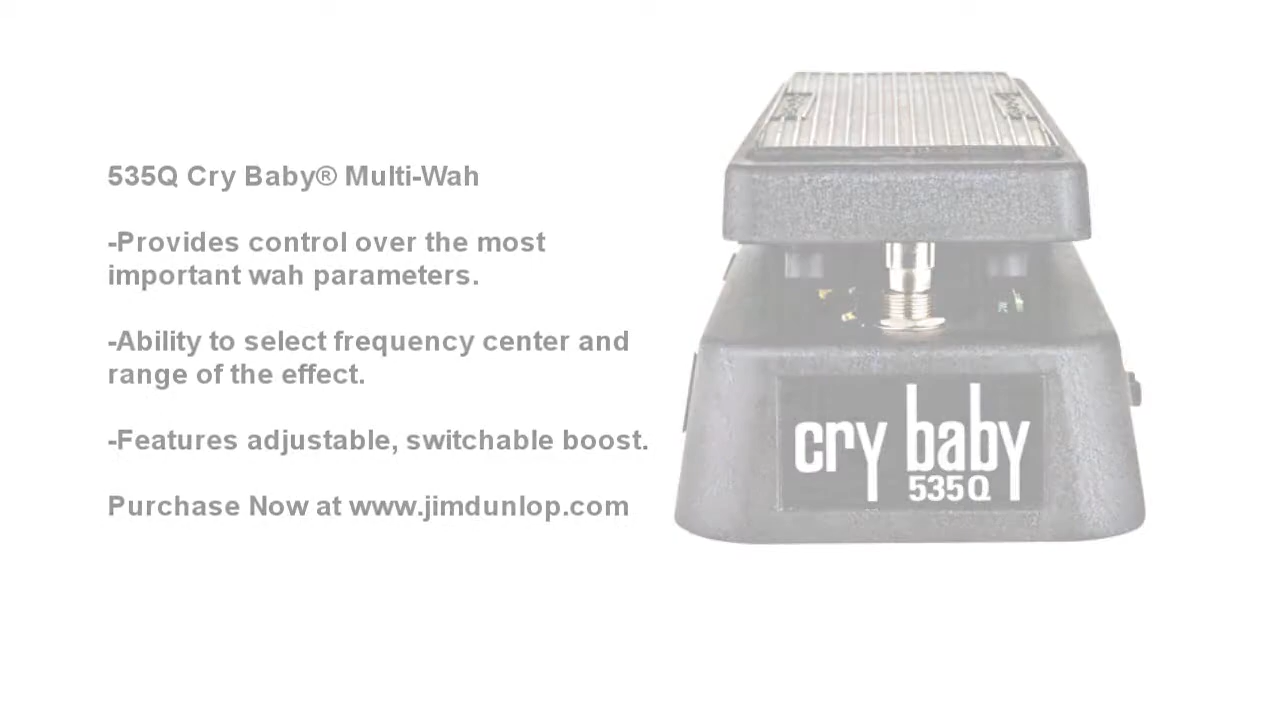 535Q Cry Baby® Multi-Wah
-Provides control over the most
important wah parameters.
-Ability to select frequency center and
range of the effect.
-Features adjustable, switchable boost.
Purchase Now at www.jimdunlop.com
cry baby
535Q